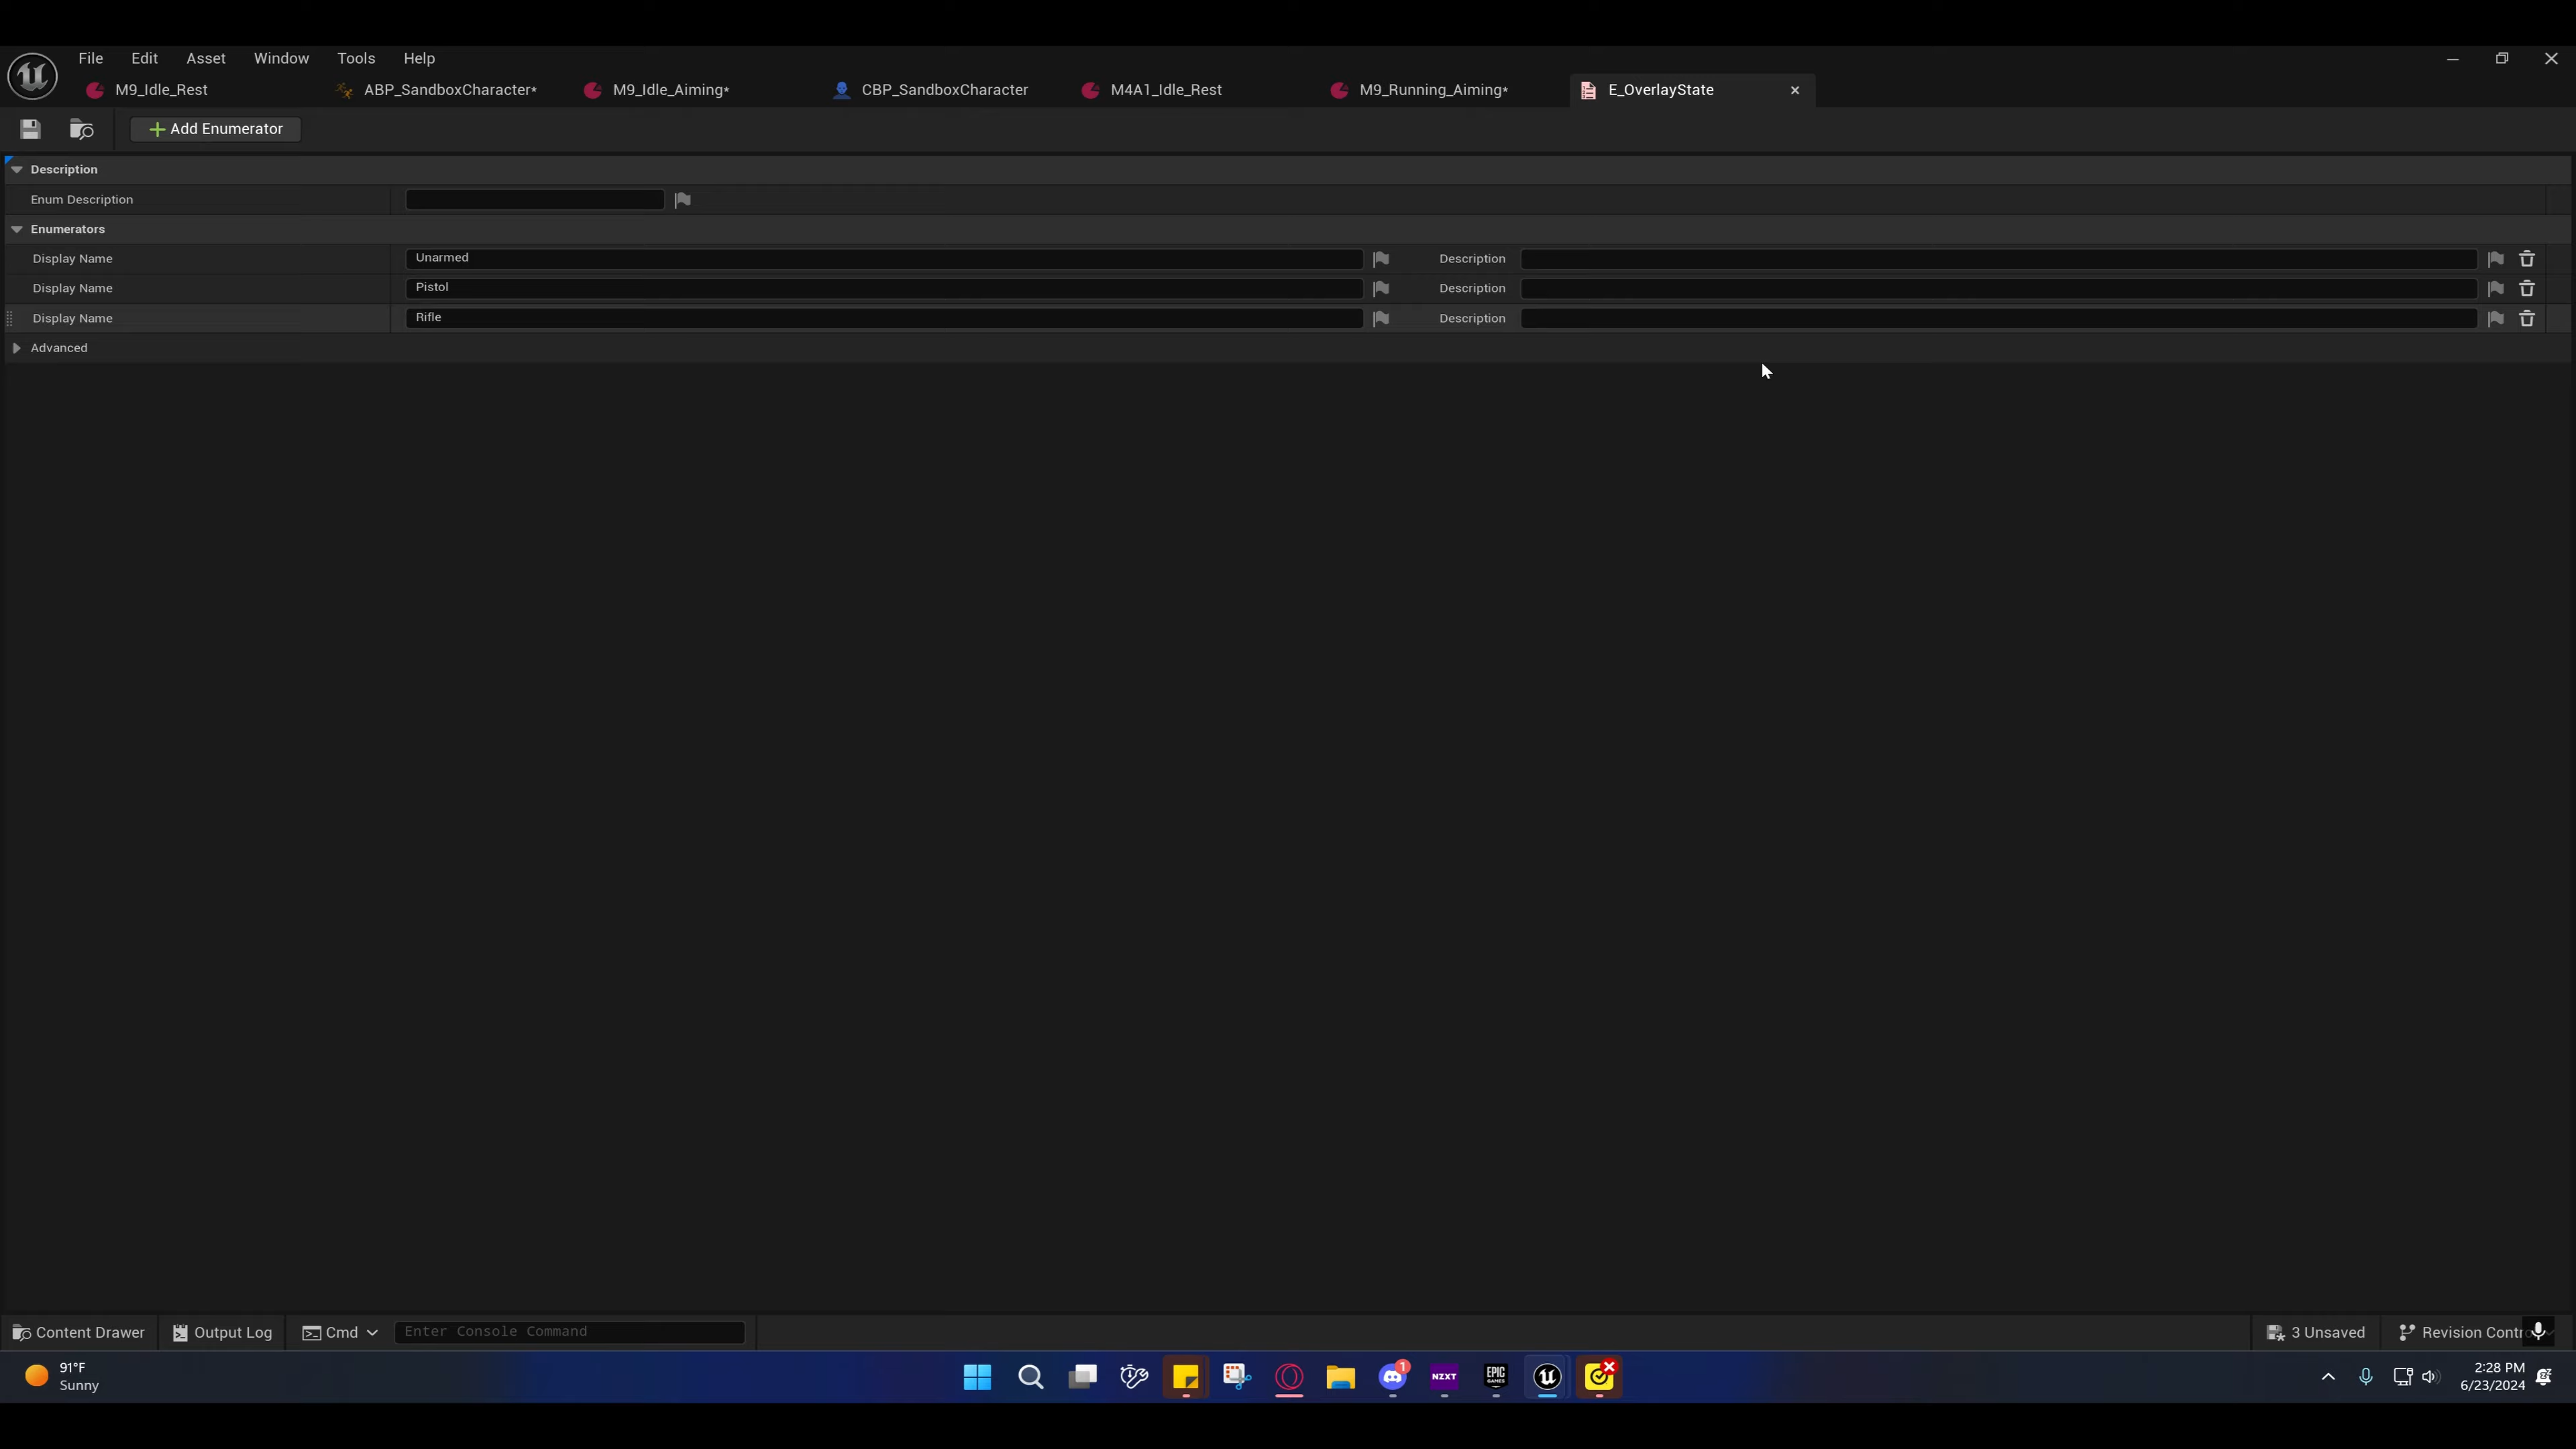 File Edit Asset Window Tools Help
M9_Idle_Rest ABP_SandboxCharacter* M9_Idle_Aiming* CBP_SandboxCharacter M4A1_Idle_Rest M9_Running_Aiming* E_OverlayState
Add Enumerator
Description
Enum Description
Enumerators
Display Name Unarmed Description
Display Name Pistol Description
Display Name Rifle Description
Advanced
Content Drawer Output Log Cmd Enter Console Command 3 Unsaved Revision Contr
91°F
Sunny
1
NZXT
EPIC
GAMES
2:28 PM
6/23/2024